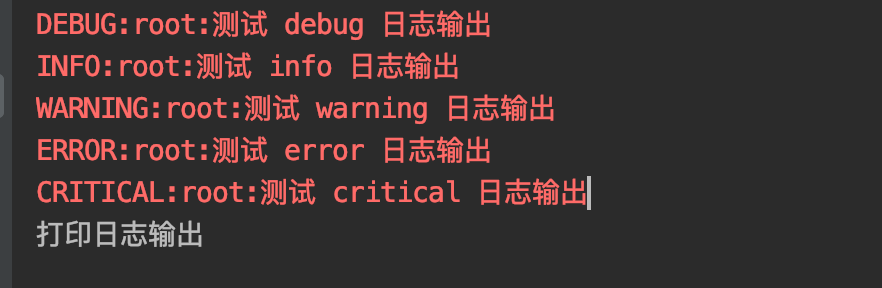 DEBUG:root:测试 debug 日志输出
INFO:root:测试 info 日志输出
WARNING:root:测试 warning 日志输出
ERROR:root:测试 error 日志输出
CRITICAL:root:测试 critical 日志输出
打印日志输出